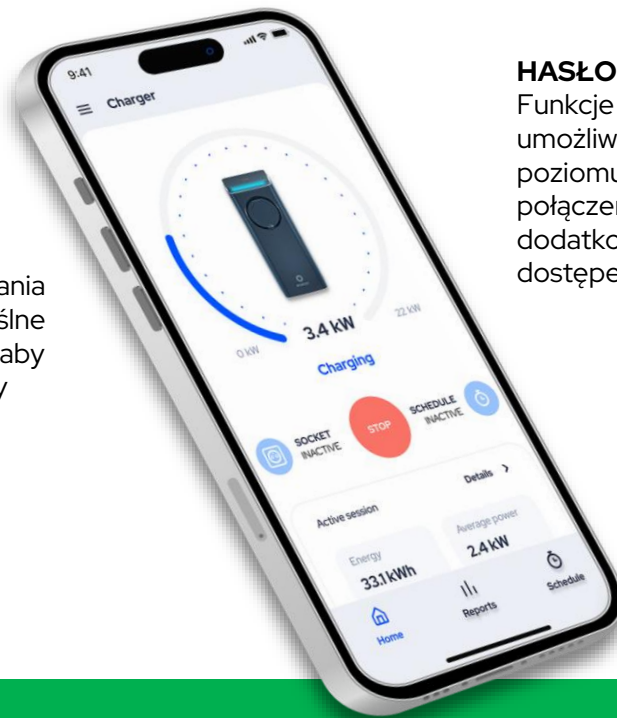 HASŁO
Funkcje
umożliw
poziomu
połączen
dodatko
dostępe
ania
ślne
aby
y
9:41
Charger
3.4 kW
0 kW
22 kW
Charging
SOCKET
INACTIVE
STOP
SCHEDULE
INACTIVE
Active session
Details
Energy
33.1 kWh
Average power
2.4 kW
Home
Reports
Schedule